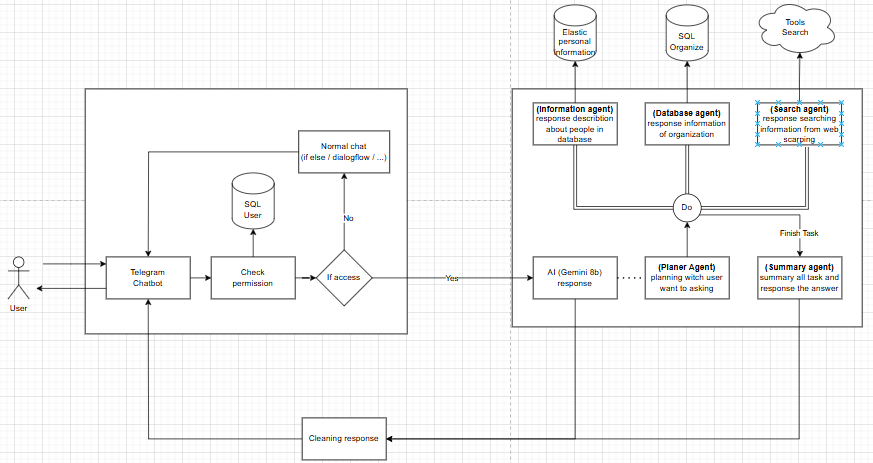 Elastic
personal
information
SQL
Organize
Tools
Search
(Information agent)
response describtion
about people in
database
(Database agent)
response information
of organization
(Search agent)
response searching
information from web
scarping
Normal chat
(if else / dialogflow / ...)
SQL
User
No
Do
Finish Task
User
Telegram
Chatbot
Check
permission
If access
Yes
AI (Gemini 8b)
response
(Planer Agent)
planning witch user
want to asking
(Summary agent)
summary all task and
response the answer
Cleaning response